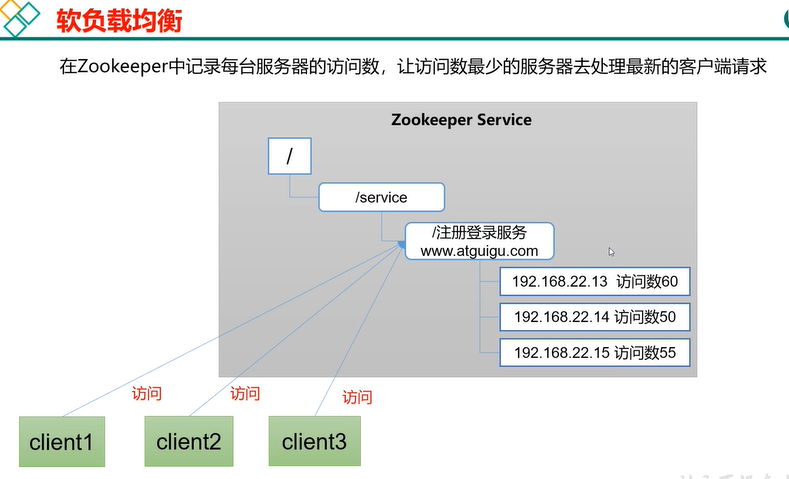 软负载均衡
在Zookeeper中记录每台服务器的访问数，让访问数最少的服务器去处理最新的客户端请求
Zookeeper Service
/
/service
/注册登录服务
www.atguigu.com
192.168.22.13 访问数60
192.168.22.14 访问数50
192.168.22.15 访问数55
访问
访问
访问
client1
client2
client3